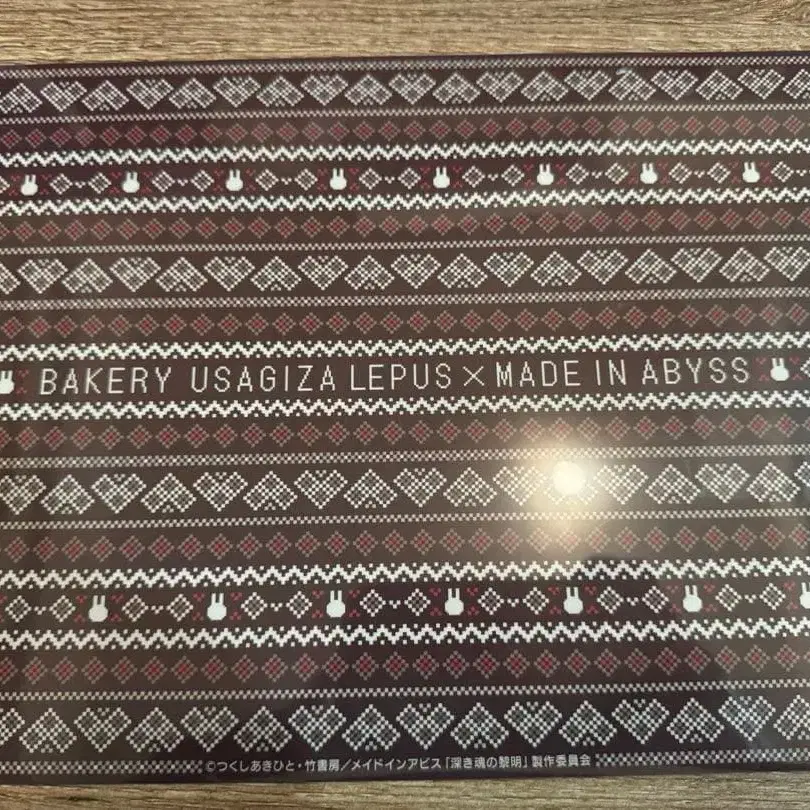 BAKERY USAGIZA LEPUS × MADE IN ABYSS
©つくしあきひと・竹書房／メイドインアビス「深き魂の黎明」製作委員会